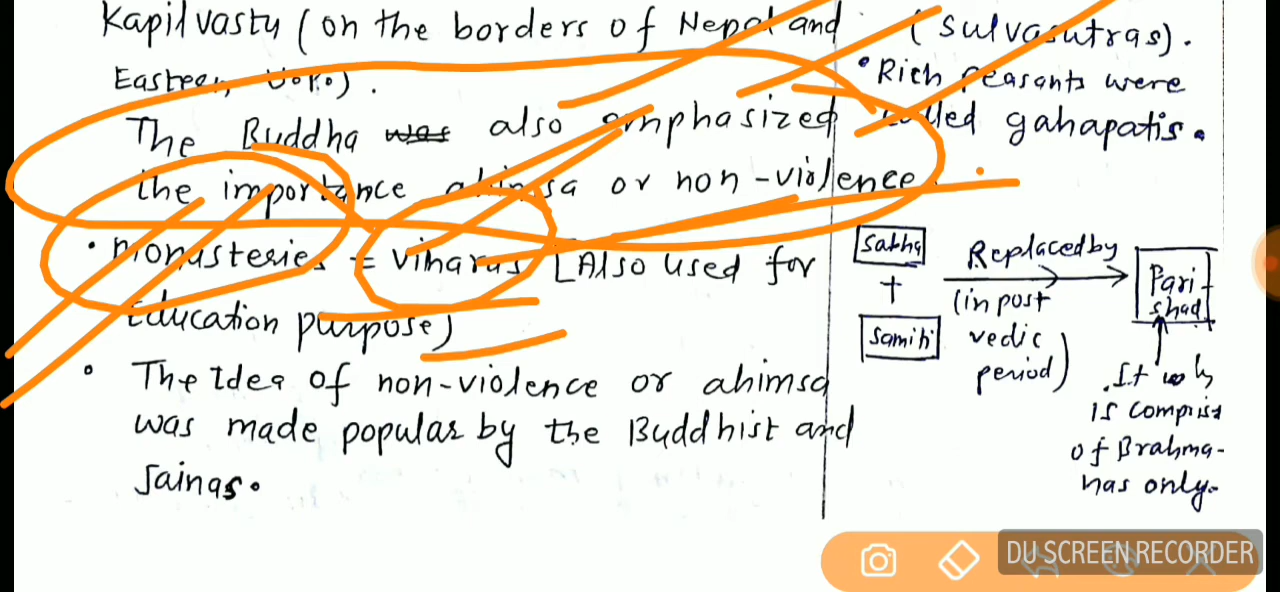 Kapilvastu (on the borders of Nepal and
Eastern U.P.).
The Buddha was also emphasized
the importance ahimsa or non-violence
• Monasteries = Viharas [Also used for
Education purpose)
• The Idea of non-violence or ahimsa
was made popular by the Buddhist and
Jainas.
(Sulvasutras).
• Rich Peasants were
called gahapatis.
Sabha
+
Samiti
Replaced by
(in post
vedic
period)
Pari-
shad
It
is compris
of Brahma-
nas only.
DU SCREEN RECORDER